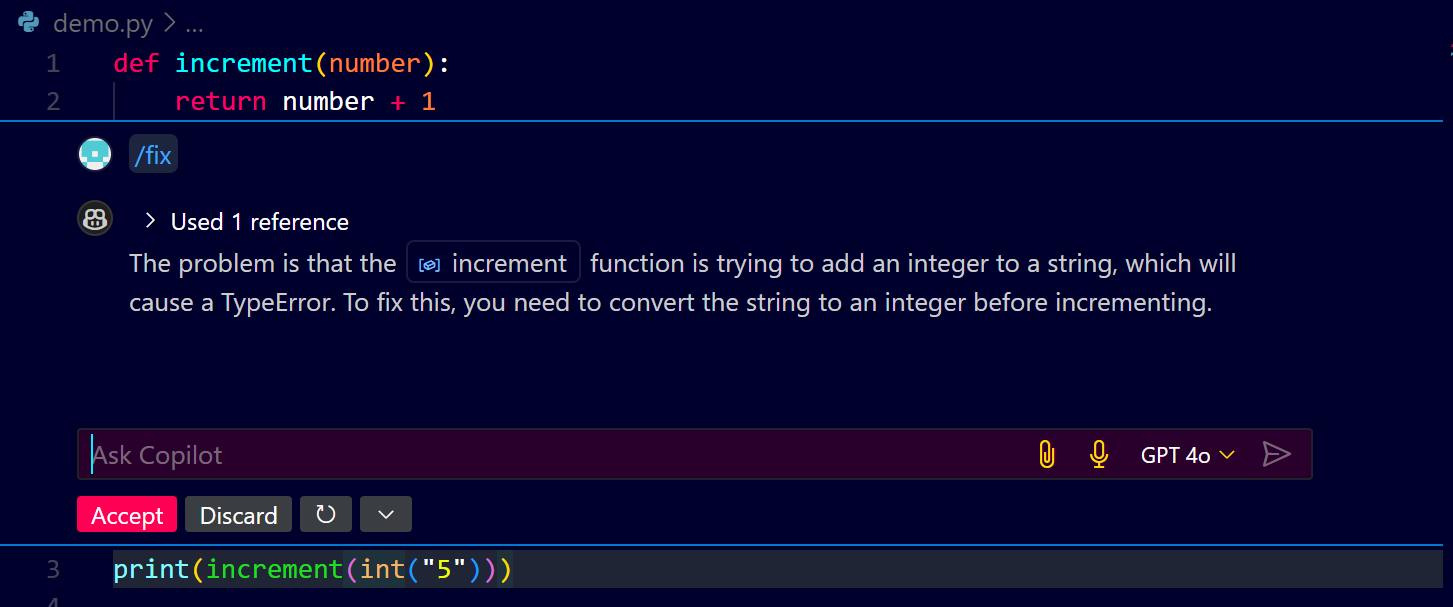 demo.py > ...
1 def increment(number):
2     return number + 1
/fix
> Used 1 reference
The problem is that the increment function is trying to add an integer to a string, which will
cause a TypeError. To fix this, you need to convert the string to an integer before incrementing.
Ask Copilot GPT 4o
Accept Discard
3 print(increment(int("5")))
4